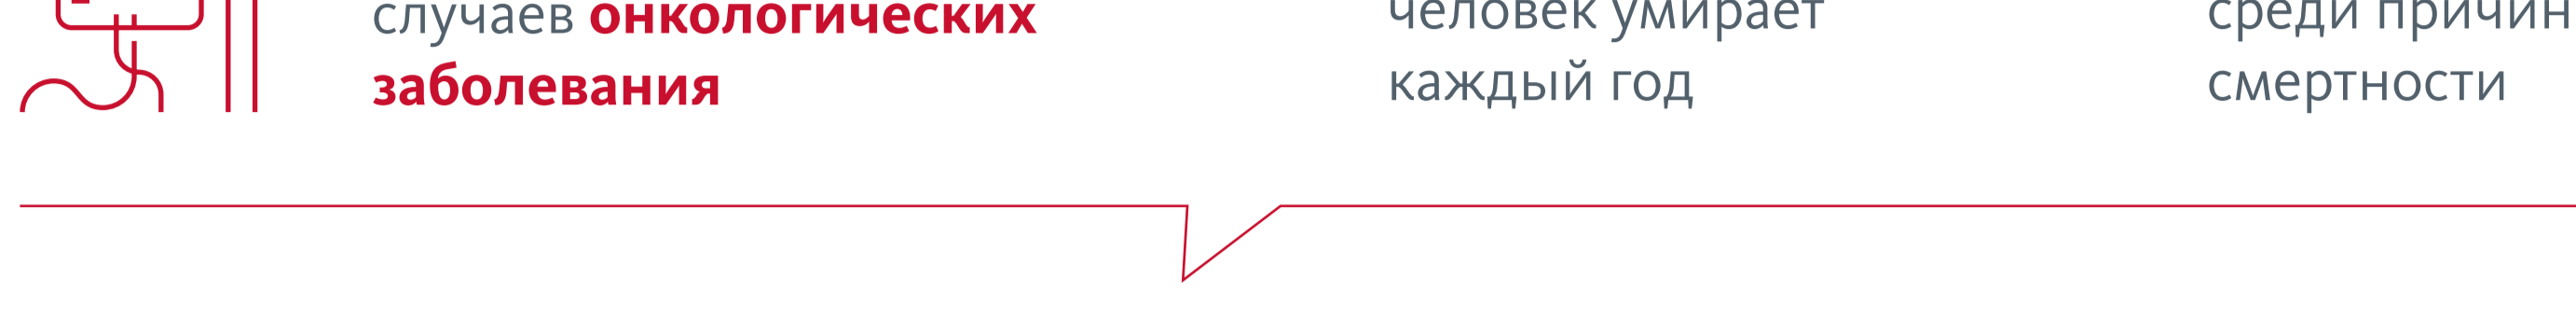 случаев онкологических
заболевания
человек умирает
каждый год
среди причин
смертности